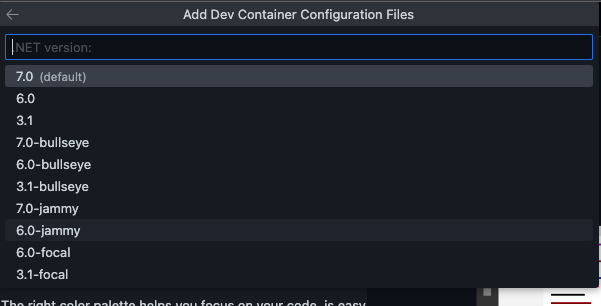 Add Dev Container Configuration Files
.NET version:
7.0 (default)
6.0
3.1
7.0-bullseye
6.0-bullseye
3.1-bullseye
7.0-jammy
6.0-jammy
6.0-focal
3.1-focal
The right color palette helps you focus on your code, is easy